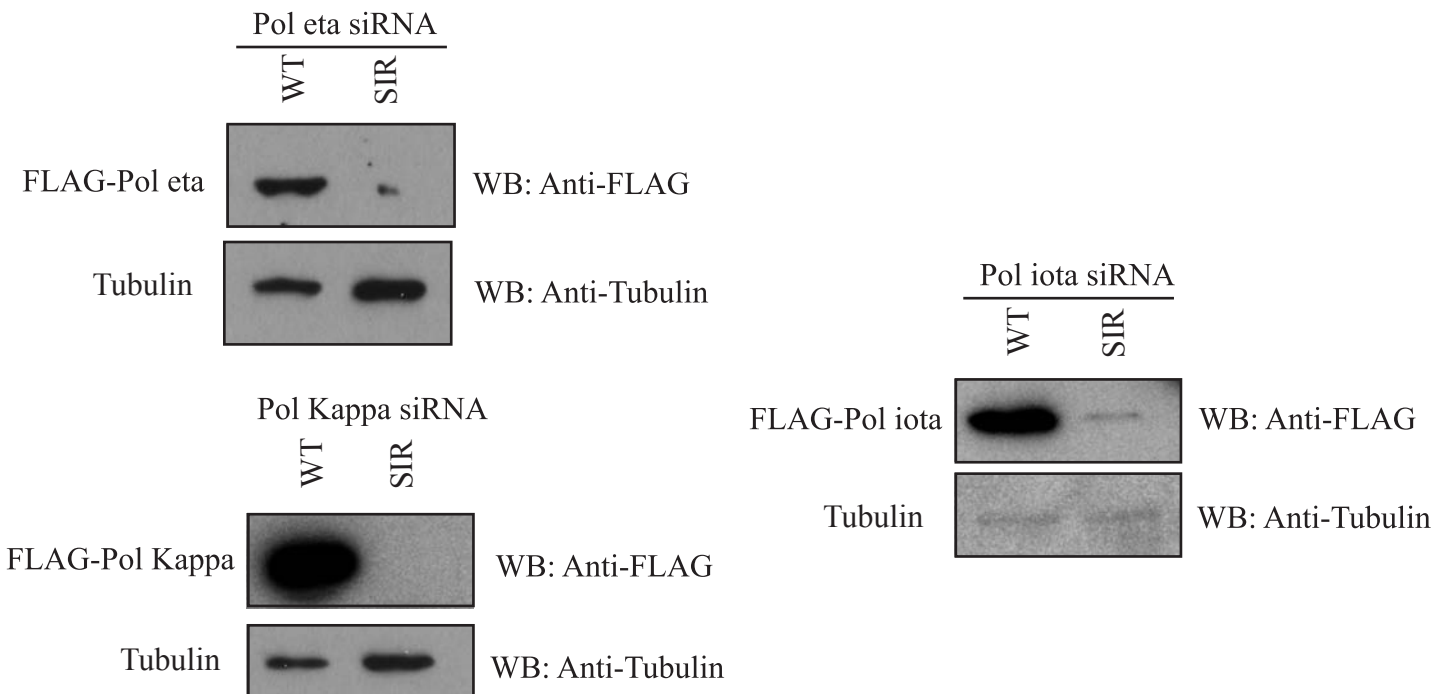 Pol eta siRNA
WT SIR
FLAG-Pol eta WB: Anti-FLAG
Tubulin WB: Anti-Tubulin
Pol Kappa siRNA
WT SIR
FLAG-Pol Kappa WB: Anti-FLAG
Tubulin WB: Anti-Tubulin
Pol iota siRNA
WT SIR
FLAG-Pol iota WB: Anti-FLAG
Tubulin WB: Anti-Tubulin